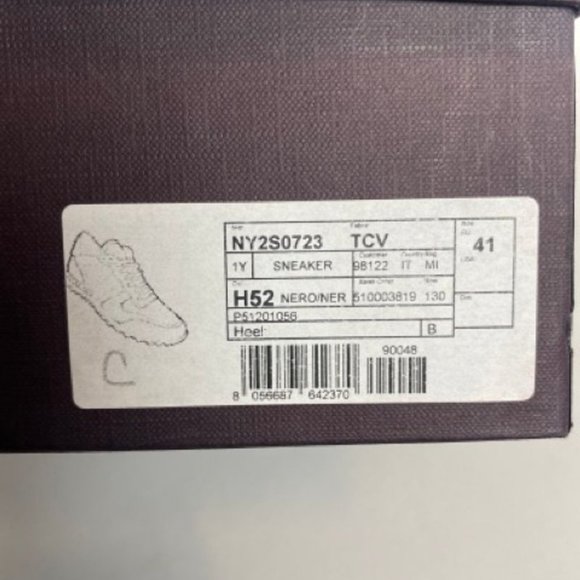 NY2S0723 TCV 41
1Y SNEAKER 98122 IT MI
H52 NERO/NER 510003819 130
P51201056
Heel: B
90048
8 056687 642370
C